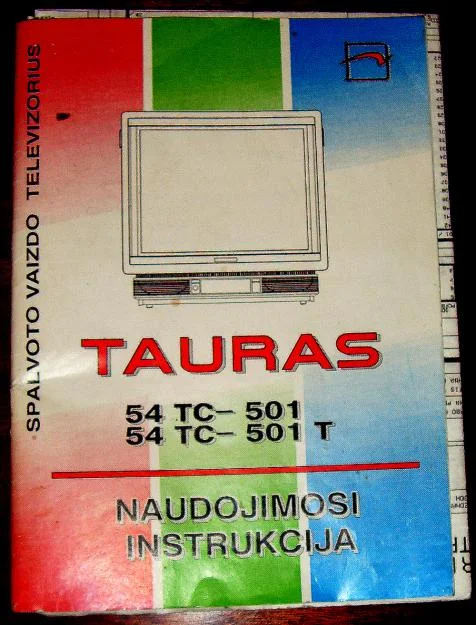 SPALVOTO VAIZDO TELEVIZORIUS
TAURAS
54 TC- 501
54 TC- 501 T
NAUDOJIMOSI
INSTRUKCIJA